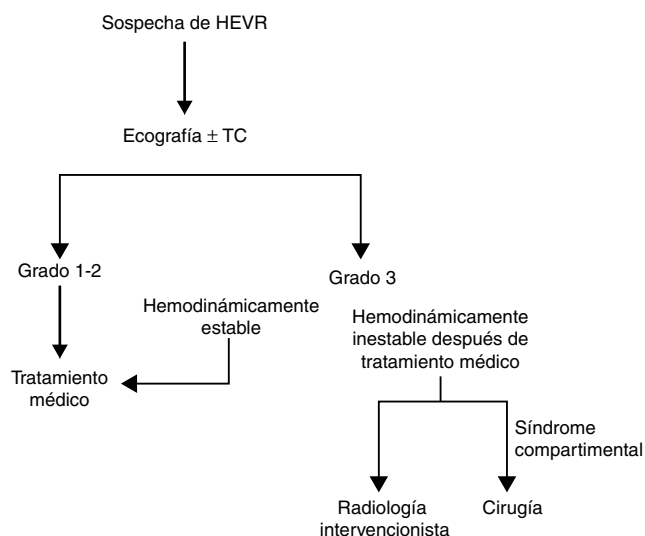 Sospecha de HEVR
Ecografía ± TC
Grado 1-2
Grado 3
Hemodinámicamente
estable
Hemodinámicamente
inestable después de
tratamiento médico
Tratamiento
médico
Síndrome
compartimental
Radiología
intervencionista
Cirugía